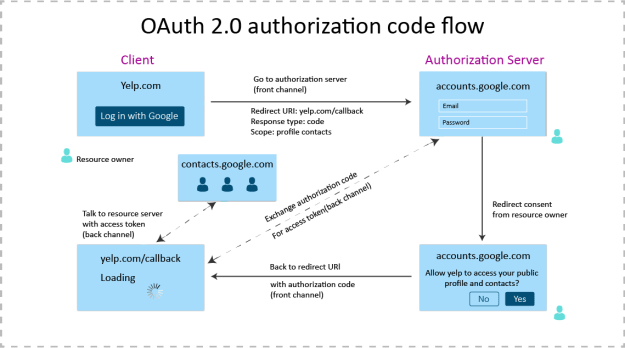 OAuth 2.0 authorization code flow
Client
Authorization Server
Yelp.com
Log in with Google
Go to authorization server
(front channel)
Redirect URI: yelp.com/callback
Response type: code
Scope: profile contacts
accounts.google.com
Email
Password
Resource owner
contacts.google.com
Exchange authorization code
For access token(back channel)
Redirect consent
from resource owner
Talk to resource server
with access token
(back channel)
yelp.com/callback
Loading
Back to redirect URI
with authorization code
(front channel)
accounts.google.com
Allow yelp to access your public
profile and contacts?
No
Yes